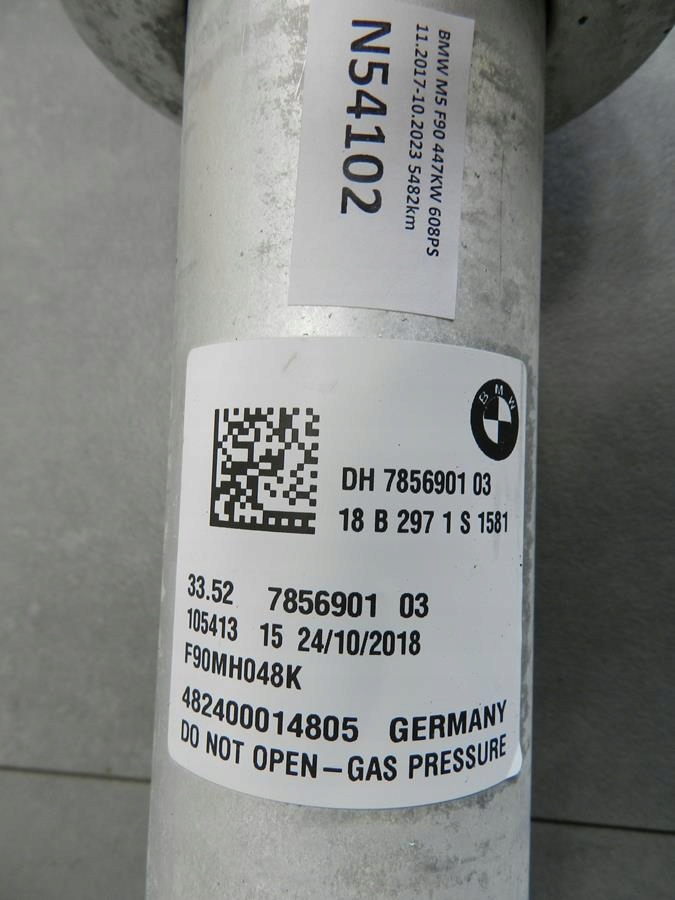 BMW M5 F90 447KW 608PS
11.2017-10.2023 5482km
N54102
BMW
DH 7856901 03
18 B 297 1 S 1581
33.52 7856901 03
105413 15 24/10/2018
F90MH048K
482400014805 GERMANY
DO NOT OPEN–GAS PRESSURE